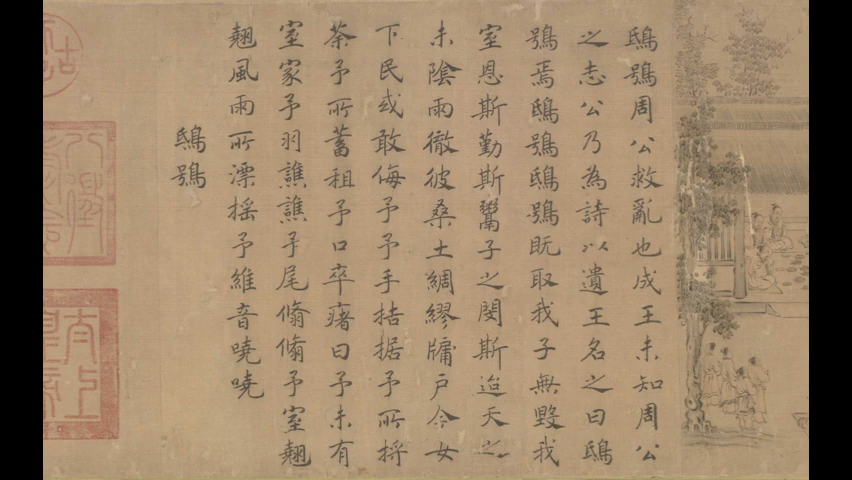 鴟鴞周公救亂也成王未知周公
之志公乃為詩以遺王名之曰鴟
鴞焉鴟鴞鴟鴞既取我子無毀我
室恩斯勤斯鬻子之閔斯迨天之
未陰雨徹彼桑土綢繆牖戶今女
下民或敢侮予予手拮据予所捋
荼予所蓄租予口卒瘏曰予未有
室家予羽譙譙予尾翛翛予室翹
翹風雨所漂搖予維音嘵嘵
鴟鴞
太上
皇帝